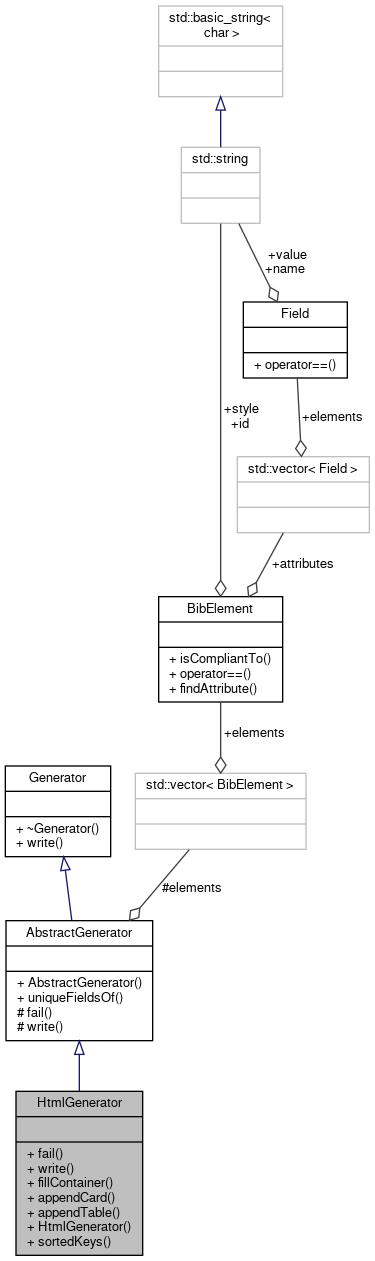 std::basic_string<
char >
std::string
+value
+name
Field
+ operator==()
+style
+id
+elements
std::vector< Field >
+attributes
BibElement
+ isCompliantTo()
+ operator==()
+ findAttribute()
+elements
Generator
+ ~Generator()
+ write()
std::vector< BibElement >
#elements
AbstractGenerator
+ AbstractGenerator()
+ uniqueFieldsOf()
# fail()
# write()
HtmlGenerator
+ fail()
+ write()
+ fillContainer()
+ appendCard()
+ appendTable()
+ HtmlGenerator()
+ sortedKeys()